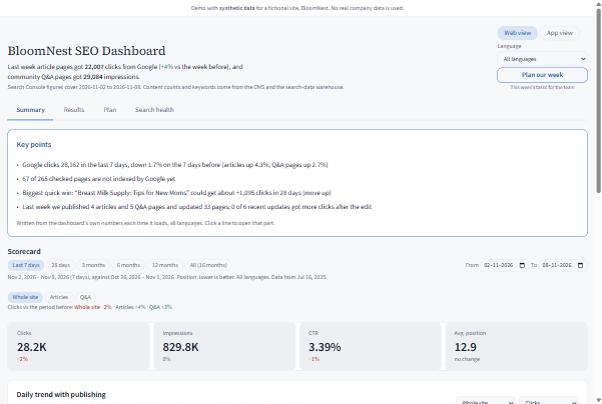 Demo with synthetic data for a fictional site, BloomNest. No real company data is used.
Web view App view
BloomNest SEO Dashboard
Language
Last week article pages got 22,007 clicks from Google (+4% vs the week before), and
All languages
community Q&A pages got 29,084 impressions.
Plan our week
Search Console figures cover 2026-11-02 to 2026-11-08. Content counts and keywords come from the CMS and the search-data warehouse.
This week's tasks for the team
Summary Results Plan Search health
Key points
• Google clicks 28,162 in the last 7 days, down 1.7% on the 7 days before (articles up 4.3%, Q&A pages up 2.7%)
• 67 of 265 checked pages are not indexed by Google yet
• Biggest quick win: "Breast Milk Supply: Tips for New Moms" could get about +1,095 clicks in 28 days (move up)
• Last week we published 4 articles and 5 Q&A pages and updated 33 pages; 0 of 6 recent updates got more clicks after the edit
Written from the dashboard's own numbers each time it loads, all languages. Click a line to open that part.
Scorecard
Last 7 days 28 days 3 months 6 months 12 months All (16 months)
From 02-11-2026 To 08-11-2026
Nov 2, 2026 – Nov 8, 2026 (7 days), against Oct 26, 2026 – Nov 1, 2026. Position: lower is better. All languages. Data from Jul 16, 2025.
Whole site Articles Q&A
Clicks vs the period before: Whole site -2% · Articles +4% · Q&A +3%
Clicks Impressions CTR Avg. position
28.2K 829.8K 3.39% 12.9
-2% 0% -1% no change
Daily trend with publishing
Whole site Clicks